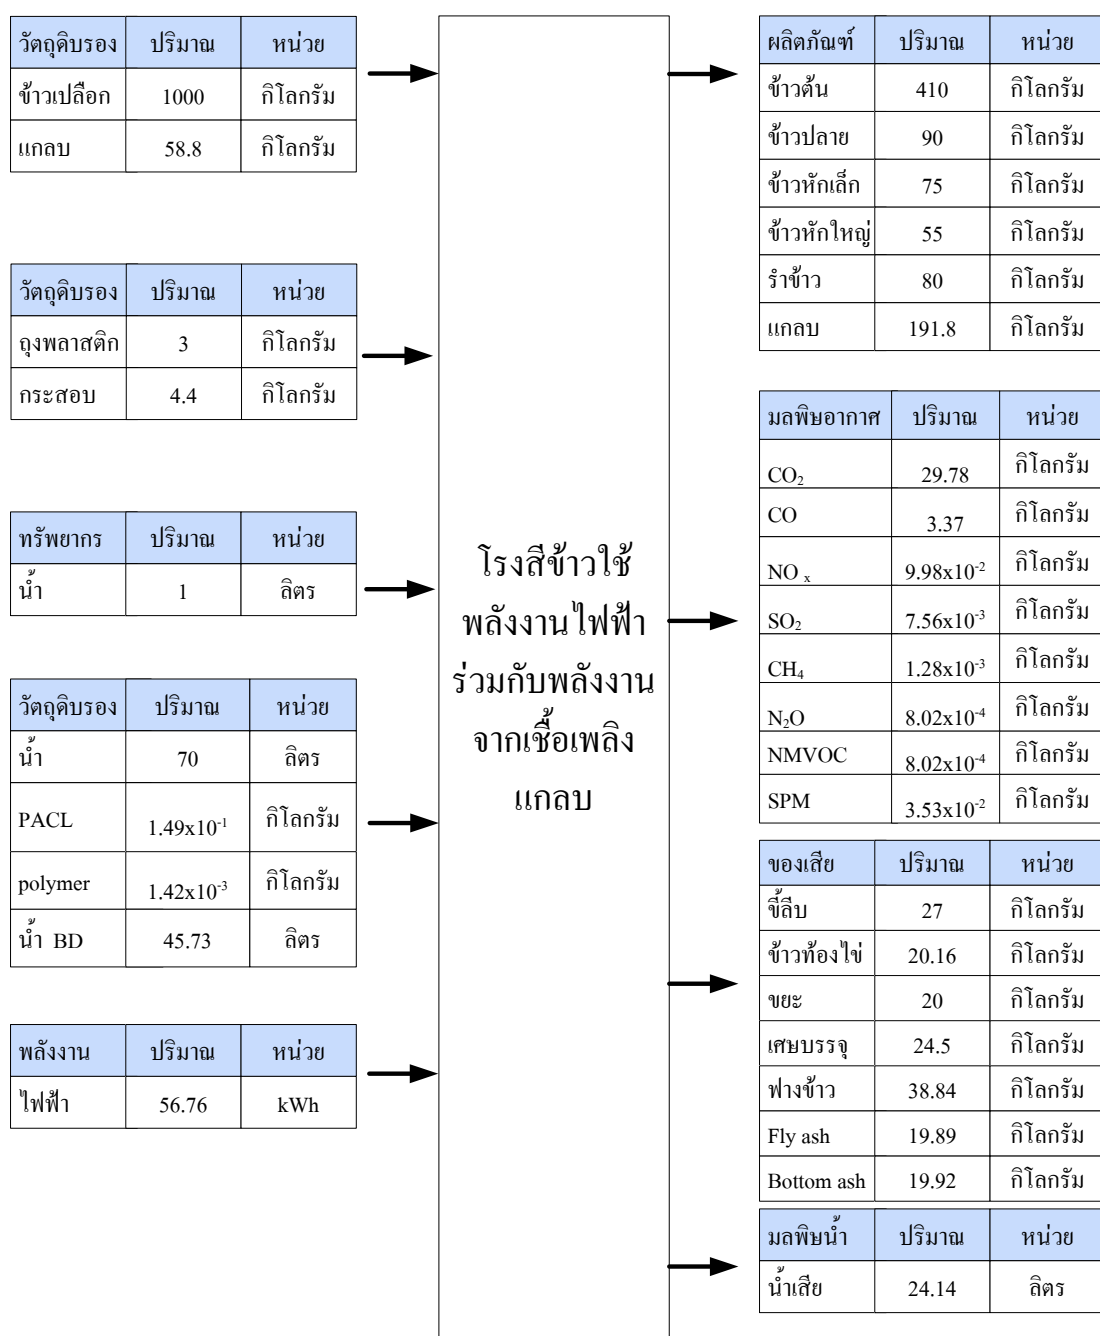 วัตถุดิบรอง ปริมาณ หน่วย
ข้าวเปลือก 1000 กิโลกรัม
แกลบ 58.8 กิโลกรัม
วัตถุดิบรอง ปริมาณ หน่วย
ถุงพลาสติก 3 กิโลกรัม
กระสอบ 4.4 กิโลกรัม
ทรัพยากร ปริมาณ หน่วย
น้ำ 1 ลิตร
วัตถุดิบรอง ปริมาณ หน่วย
น้ำ 70 ลิตร
PACL 1.49x10⁻¹ กิโลกรัม
polymer 1.42x10⁻³ กิโลกรัม
น้ำ BD 45.73 ลิตร
พลังงาน ปริมาณ หน่วย
ไฟฟ้า 56.76 kWh
โรงสีข้าวใช้
พลังงานไฟฟ้า
ร่วมกับพลังงาน
จากเชื้อเพลิง
แกลบ
ผลิตภัณฑ์ ปริมาณ หน่วย
ข้าวต้น 410 กิโลกรัม
ข้าวปลาย 90 กิโลกรัม
ข้าวหักเล็ก 75 กิโลกรัม
ข้าวหักใหญ่ 55 กิโลกรัม
รำข้าว 80 กิโลกรัม
แกลบ 191.8 กิโลกรัม
มลพิษอากาศ ปริมาณ หน่วย
CO₂ 29.78 กิโลกรัม
CO 3.37 กิโลกรัม
NO ₓ 9.98x10⁻² กิโลกรัม
SO₂ 7.56x10⁻³ กิโลกรัม
CH₄ 1.28x10⁻³ กิโลกรัม
N₂O 8.02x10⁻⁴ กิโลกรัม
NMVOC 8.02x10⁻⁴ กิโลกรัม
SPM 3.53x10⁻² กิโลกรัม
ของเสีย ปริมาณ หน่วย
ขี้ลีบ 27 กิโลกรัม
ข้าวท้องไข่ 20.16 กิโลกรัม
ขยะ 20 กิโลกรัม
เศษบรรจุ 24.5 กิโลกรัม
ฟางข้าว 38.84 กิโลกรัม
Fly ash 19.89 กิโลกรัม
Bottom ash 19.92 กิโลกรัม
มลพิษน้ำ ปริมาณ หน่วย
น้ำเสีย 24.14 ลิตร